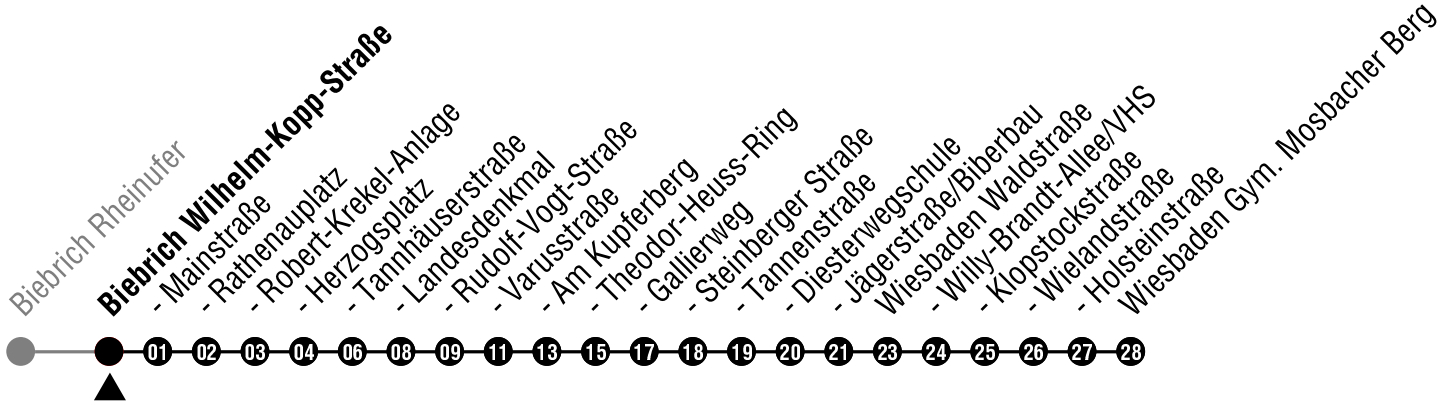 Biebrich Rheinufer
Biebrich Wilhelm-Kopp-Straße
- Mainstraße
- Rathenauplatz
- Robert-Krekel-Anlage
- Herzogsplatz
- Tannhäuserstraße
- Landesdenkmal
- Rudolf-Vogt-Straße
- Varusstraße
- Am Kupferberg
- Theodor-Heuss-Ring
- Gallierweg
- Steinberger Straße
- Tannenstraße
- Diesterwegschule
- Jägerstraße/Biberbau
Wiesbaden Waldstraße
- Willy-Brandt-Allee/VHS
- Klopstockstraße
- Wielandstraße
- Holsteinstraße
Wiesbaden Gym. Mosbacher Berg
01 02 03 04 06 08 09 11 13 15 17 18 19 20 21 23 24 25 26 27 28